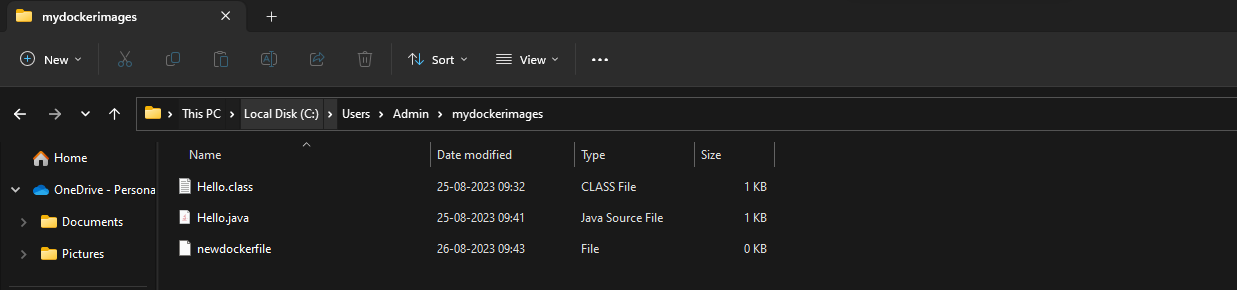 mydockerimages
New Sort View
This PC Local Disk (C:) Users Admin mydockerimages
Home
OneDrive - Persona
Documents
Pictures
Name Date modified Type Size
Hello.class 25-08-2023 09:32 CLASS File 1 KB
Hello.java 25-08-2023 09:41 Java Source File 1 KB
newdockerfile 26-08-2023 09:43 File 0 KB